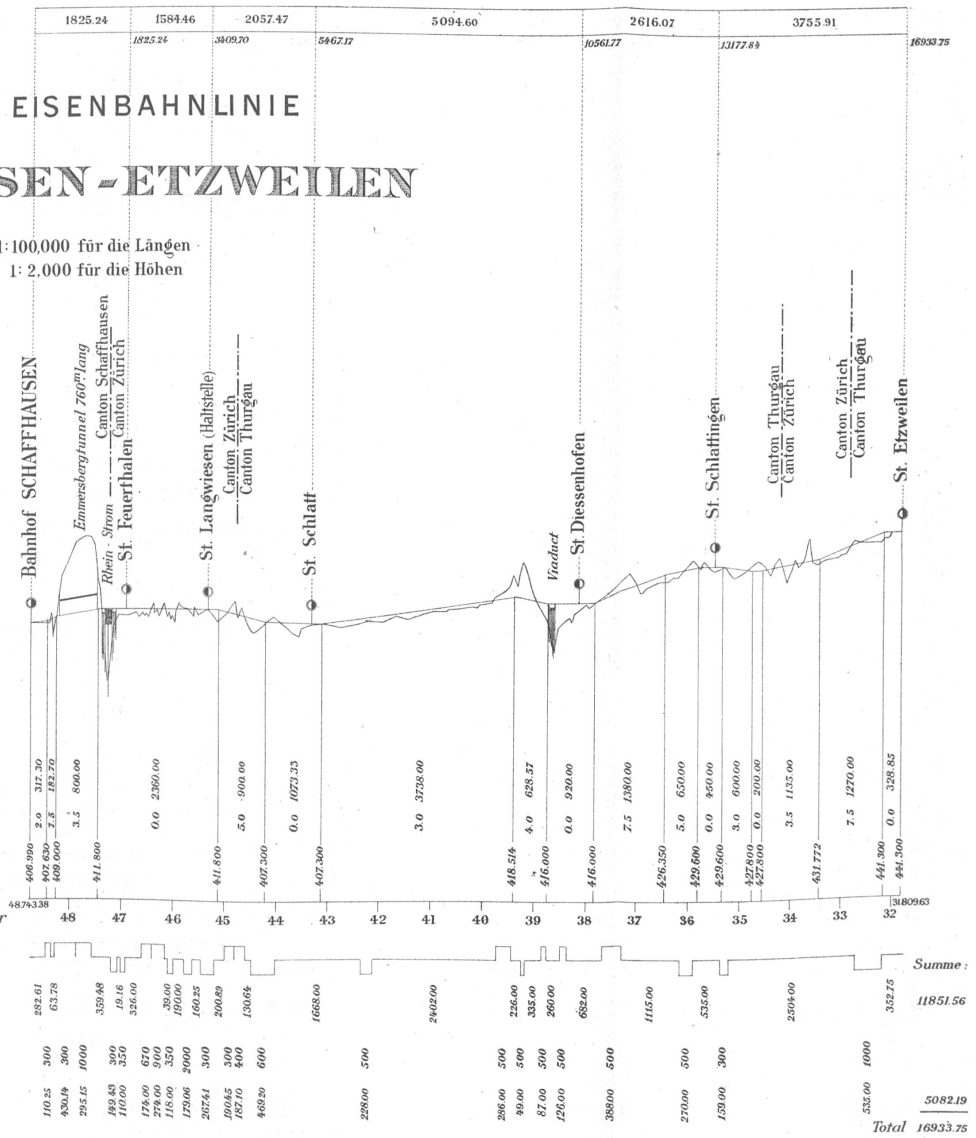 1825.24 1584.46 2057.47 5094.60 2616.07 3755.91
1825.24 3409.70 5467.17 10561.77 13177.84 16933.75
EISENBAHNLINIE
SEN-ETZWEILEN
1:100,000 für die Längen
1: 2,000 für die Höhen
Bahnhof SCHAFFHAUSEN
Emmersbergtunnel 760m lang
Rhein-Strom
Canton Schaffhausen
Canton Zürich
St. Feuerthalen
St. Langwiesen (Haltstelle)
Canton Zürich
Canton Thurgau
St. Schlatt
Viaduct
St. Diessenhofen
St. Schlattingen
Canton Thurgau
Canton Zürich
Canton Zürich
Canton Thurgau
St. Etzweilen
317.30 182.70 800.00 2360.00 900.00 1073.33 3738.00 628.57 920.00 1380.00 650.00 450.00 600.00 200.00 1135.00 1270.00 328.85
2.0 7.5 3.5 0.0 5.0 0.0 3.0 4.0 0.0 7.5 5.0 0.0 3.0 0.0 3.5 7.5 0.0
406.990 407.630 409.000 411.800 411.800 407.300 407.300 418.514 416.000 416.000 426.350 429.600 429.600 427.800 427.800 431.772 441.300 441.300
48.743.38 31.809.63
r 48 47 46 45 44 43 42 41 40 39 38 37 36 35 34 33 32
Summe:
282.61 63.78 359.48 19.16 326.00 39.00 190.00 160.25 200.89 130.64 1668.00 2402.00 226.00 335.00 260.00 682.00 1115.00 535.00 2504.00 352.75 11851.56
300 300 1000 300 350 670 900 350 2000 300 300 400 600 500 500 500 500 500 500 500 300 1000
110.25 430.14 295.15 149.43 110.00 174.00 274.00 118.00 179.06 267.41 190.45 187.10 469.20 228.00 286.00 49.00 87.00 126.00 388.00 270.00 159.00 535.00 5082.19
Total 16933.75